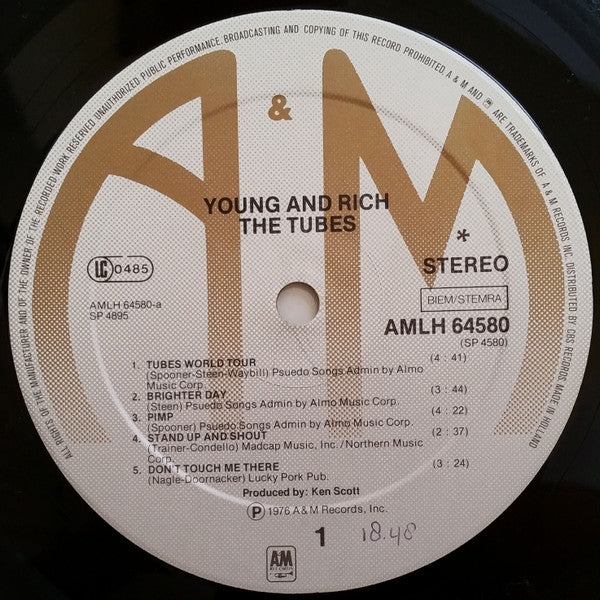 ALL RIGHTS OF THE MANUFACTURER AND OF THE OWNER OF THE RECORDED WORK RESERVED. UNAUTHORIZED PUBLIC PERFORMANCE, BROADCASTING AND COPYING OF THIS RECORD PROHIBITED. A & M AND AM ARE TRADEMARKS OF A & M RECORDS INC. DISTRIBUTED BY CBS RECORDS MADE IN HOLLAND
A & M
YOUNG AND RICH
THE TUBES
LC 0485
*
STEREO
AMLH 64580-a
SP 4895
BIEM/STEMRA
AMLH 64580
(SP 4580)
1. TUBES WORLD TOUR (4 : 41)
(Spooner-Steen-Waybill) Psuedo Songs Admin by Almo
Music Corp.
2. BRIGHTER DAY (3 : 44)
(Steen) Psuedo Songs Admin by Almo Music Corp.
3. PIMP (4 : 22)
(Spooner) Psuedo Songs Admin by Almo Music Corp.
4. STAND UP AND SHOUT (2 : 37)
(Trainer-Condello) Madcap Music, Inc. / Northern Music
Corp.
5. DON'T TOUCH ME THERE (3 : 24)
(Nagle-Doornacker) Lucky Pork Pub.
Produced by: Ken Scott
Ⓟ 1976 A & M Records, Inc.
1 18.48
AM
RECORDS